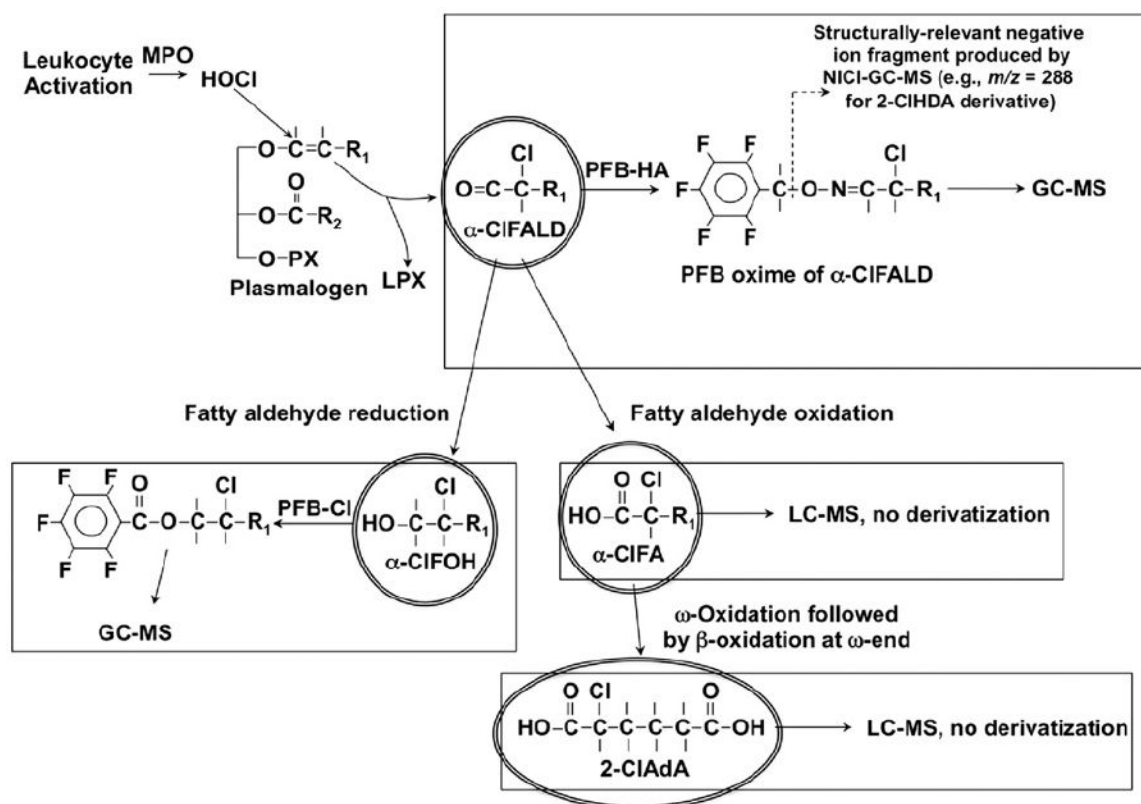 Leukocyte Activation
MPO
HOCl
O–C=C–R1
O
O–C–R2
O–PX
Plasmalogen
LPX
Cl
O=C–C–R1
α-ClFALD
PFB-HA
Structurally-relevant negative
ion fragment produced by
NICI-GC-MS (e.g., m/z = 288
for 2-ClHDA derivative)
F F
F
F F
Cl
C–O–N=C–C–R1
GC-MS
PFB oxime of α-ClFALD
Fatty aldehyde reduction
Fatty aldehyde oxidation
F F
F
F F
O Cl
C–O–C–C–R1
PFB-Cl
Cl
HO–C–C–R1
α-ClFOH
GC-MS
O Cl
HO–C–C–R1
α-ClFA
LC-MS, no derivatization
ω-Oxidation followed
by β-oxidation at ω-end
O Cl O
HO–C–C–C–C–C–C–OH
2-ClAdA
LC-MS, no derivatization